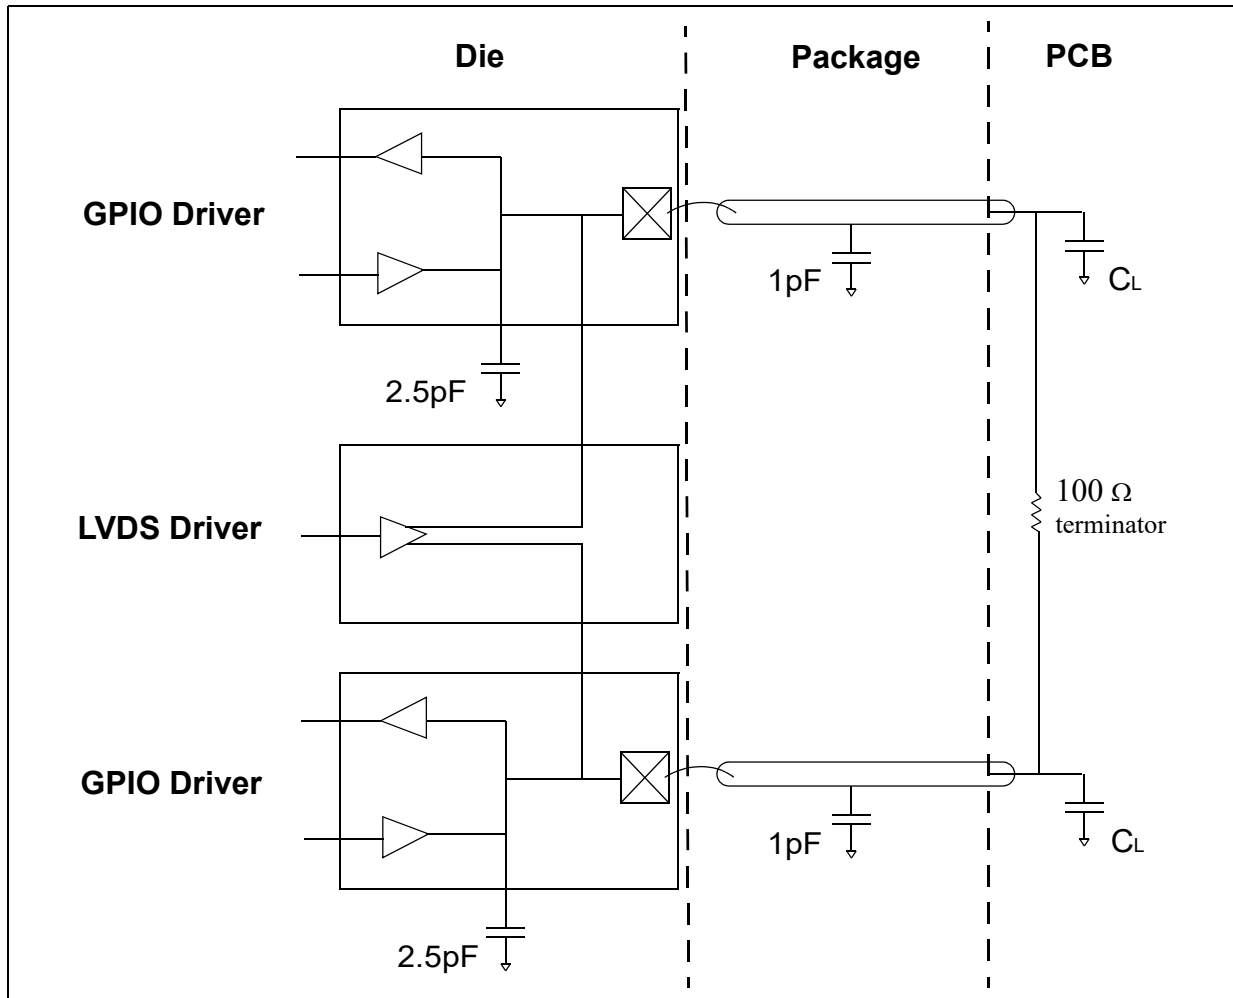 Die
Package
PCB
GPIO Driver
1pF
CL
2.5pF
LVDS Driver
100 Ω
terminator
GPIO Driver
1pF
CL
2.5pF